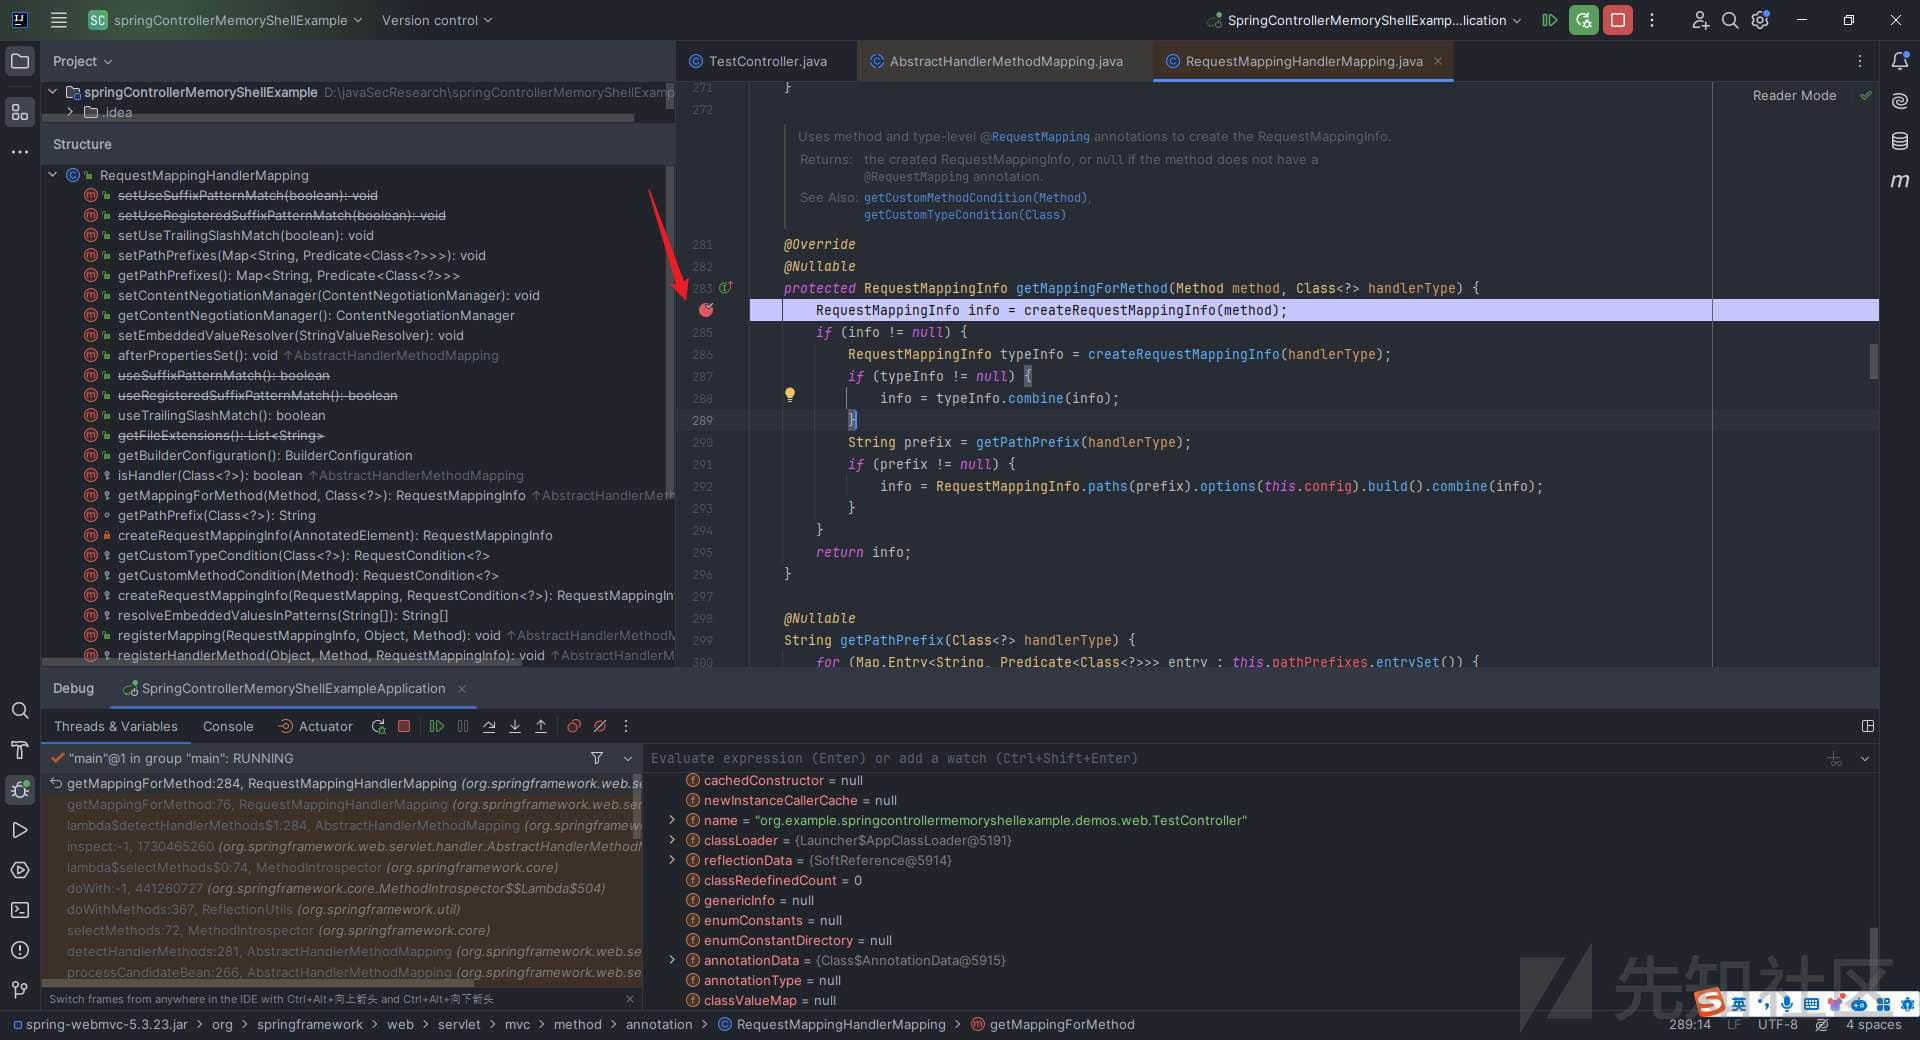 SC springControllerMemoryShellExample Version control
SpringControllerMemoryShellExamp...lication
Project
springControllerMemoryShellExample D:\javaSecResearch\springControllerMemoryShellExamp
.idea
Structure
RequestMappingHandlerMapping
setUseSuffixPatternMatch(boolean): void
setUseRegisteredSuffixPatternMatch(boolean): void
setUseTrailingSlashMatch(boolean): void
setPathPrefixes(Map<String, Predicate<Class<?>>>): void
getPathPrefixes(): Map<String, Predicate<Class<?>>>
setContentNegotiationManager(ContentNegotiationManager): void
getContentNegotiationManager(): ContentNegotiationManager
setEmbeddedValueResolver(StringValueResolver): void
afterPropertiesSet(): void ↑AbstractHandlerMethodMapping
useSuffixPatternMatch(): boolean
useRegisteredSuffixPatternMatch(): boolean
useTrailingSlashMatch(): boolean
getFileExtensions(): List<String>
getBuilderConfiguration(): BuilderConfiguration
isHandler(Class<?>): boolean ↑AbstractHandlerMethodMapping
getMappingForMethod(Method, Class<?>): RequestMappingInfo ↑AbstractHandlerMet
getPathPrefix(Class<?>): String
createRequestMappingInfo(AnnotatedElement): RequestMappingInfo
getCustomTypeCondition(Class<?>): RequestCondition<?>
getCustomMethodCondition(Method): RequestCondition<?>
createRequestMappingInfo(RequestMapping, RequestCondition<?>): RequestMappingIn
resolveEmbeddedValuesInPatterns(String[]): String[]
registerMapping(RequestMappingInfo, Object, Method): void ↑AbstractHandlerMethodM
registerHandlerMethod(Object, Method, RequestMappingInfo): void ↑AbstractHandlerM
TestController.java AbstractHandlerMethodMapping.java RequestMappingHandlerMapping.java
Reader Mode
271 }
272
Uses method and type-level @RequestMapping annotations to create the RequestMappingInfo.
Returns: the created RequestMappingInfo, or null if the method does not have a
@RequestMapping annotation.
See Also: getCustomMethodCondition(Method),
getCustomTypeCondition(Class)
281 @Override
282 @Nullable
283 protected RequestMappingInfo getMappingForMethod(Method method, Class<?> handlerType) {
RequestMappingInfo info = createRequestMappingInfo(method);
285 if (info != null) {
286 RequestMappingInfo typeInfo = createRequestMappingInfo(handlerType);
287 if (typeInfo != null) {
288 info = typeInfo.combine(info);
289 }
290 String prefix = getPathPrefix(handlerType);
291 if (prefix != null) {
292 info = RequestMappingInfo.paths(prefix).options(this.config).build().combine(info);
293 }
294 }
295 return info;
296 }
297
298 @Nullable
299 String getPathPrefix(Class<?> handlerType) {
300 for (Map.Entry<String, Predicate<Class<?>>> entry : this.pathPrefixes.entrySet()) {
Debug SpringControllerMemoryShellExampleApplication
Threads & Variables Console Actuator
"main"@1 in group "main": RUNNING
getMappingForMethod:284, RequestMappingHandlerMapping (org.springframework.web.se
getMappingForMethod:76, RequestMappingHandlerMapping (org.springframework.web.ser
lambda$detectHandlerMethods$1:284, AbstractHandlerMethodMapping (org.springframew
inspect:-1, 1730465260 (org.springframework.web.servlet.handler.AbstractHandlerMethodM
lambda$selectMethods$0:74, MethodIntrospector (org.springframework.core)
doWith:-1, 441260727 (org.springframework.core.MethodIntrospector$$Lambda$504)
doWithMethods:367, ReflectionUtils (org.springframework.util)
selectMethods:72, MethodIntrospector (org.springframework.core)
detectHandlerMethods:281, AbstractHandlerMethodMapping (org.springframework.web.se
processCandidateBean:266, AbstractHandlerMethodMapping (org.springframework.web.se
Switch frames from anywhere in the IDE with Ctrl+Alt+向上箭头 and Ctrl+Alt+向下箭头
Evaluate expression (Enter) or add a watch (Ctrl+Shift+Enter)
cachedConstructor = null
newInstanceCallerCache = null
name = "org.example.springcontrollermemoryshellexample.demos.web.TestController"
classLoader = {Launcher$AppClassLoader@5191}
reflectionData = {SoftReference@5914}
classRedefinedCount = 0
genericInfo = null
enumConstants = null
enumConstantDirectory = null
annotationData = {Class$AnnotationData@5915}
annotationType = null
classValueMap = null
先知社区
英
spring-webmvc-5.3.23.jar > org > springframework > web > servlet > mvc > method > annotation > RequestMappingHandlerMapping > getMappingForMethod
289:14 LF UTF-8 4 spaces